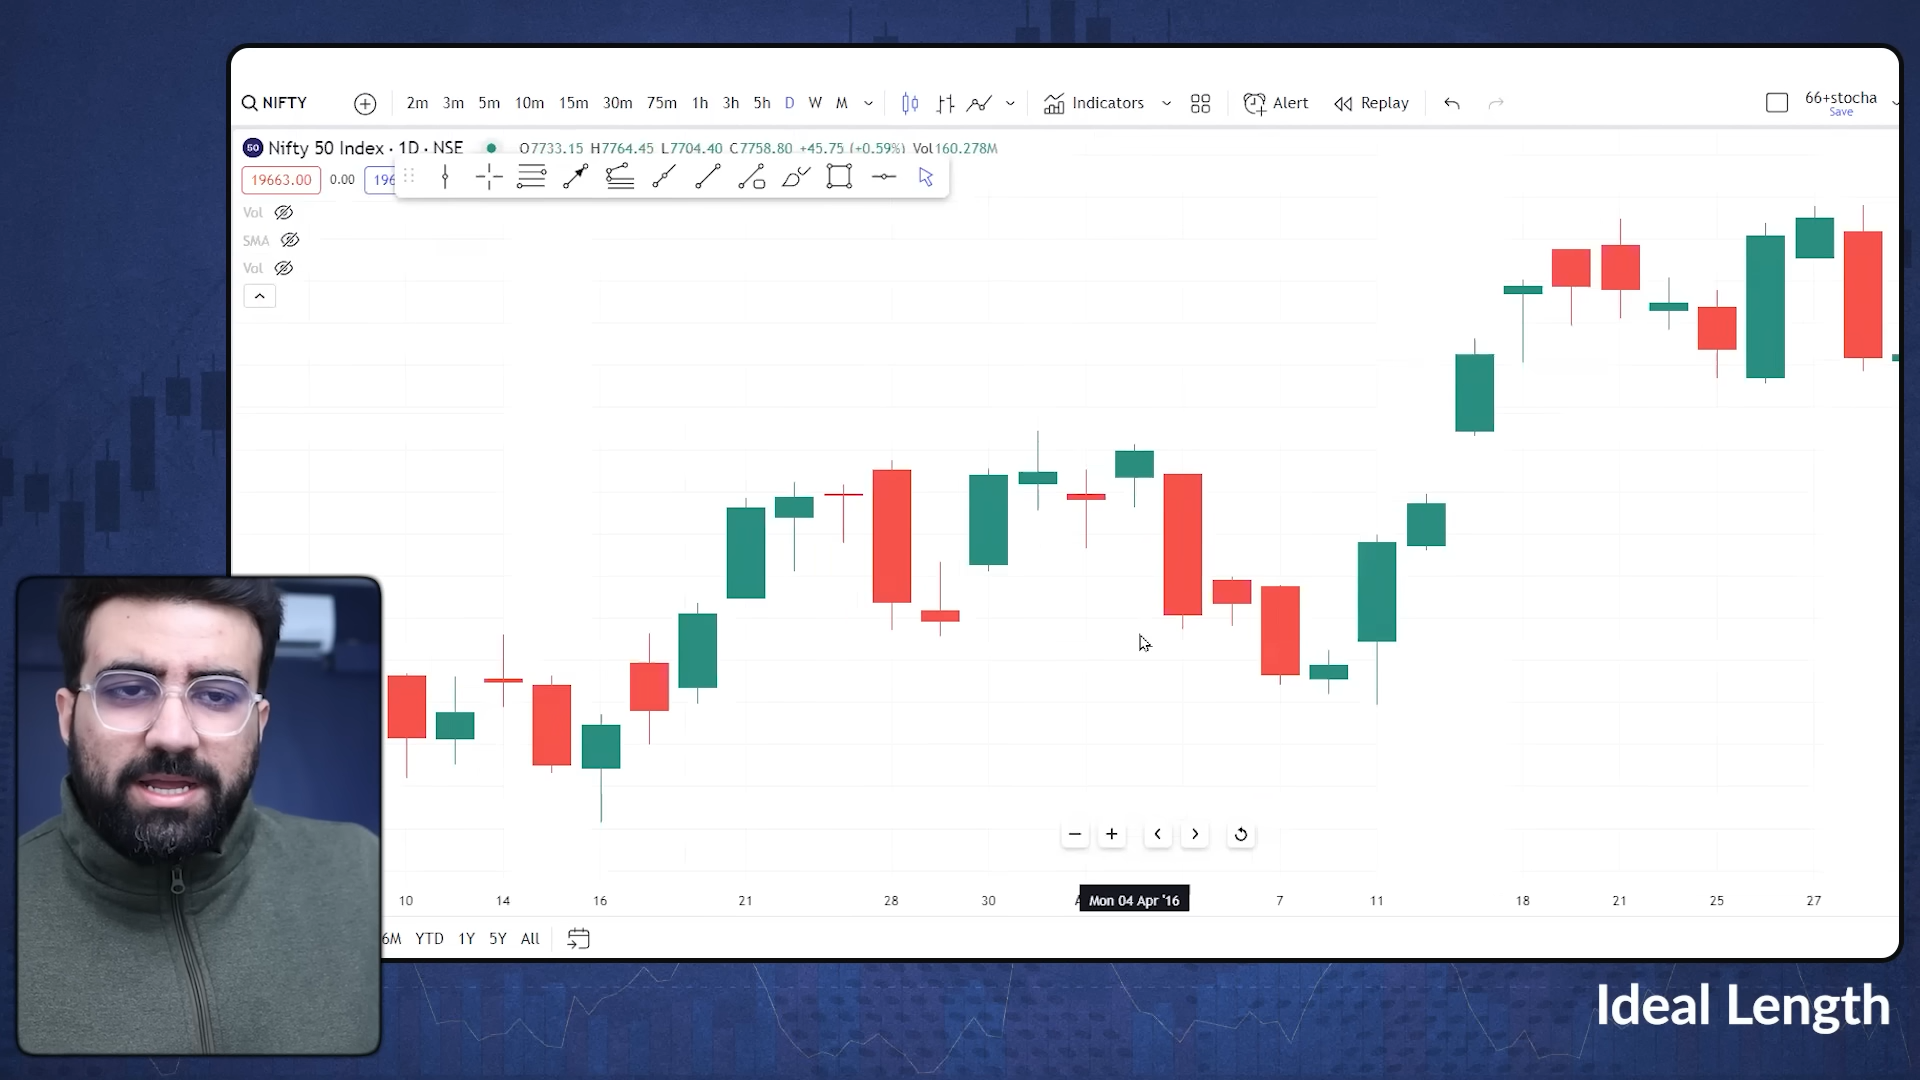 NIFTY
2m 3m 5m 10m 15m 30m 75m 1h 3h 5h D W M
Indicators
Alert
Replay
66+stocha
Save
50
Nifty 50 Index · 1D · NSE
O7733.15 H7764.45 L7704.40 C7758.80 +45.75 (+0.59%) Vol160.278M
19663.00 0.00 196
Vol
SMA
Vol
10 14 16 21 28 30 Mon 04 Apr '16 7 11 18 21 25 27
6M YTD 1Y 5Y All
Ideal Length